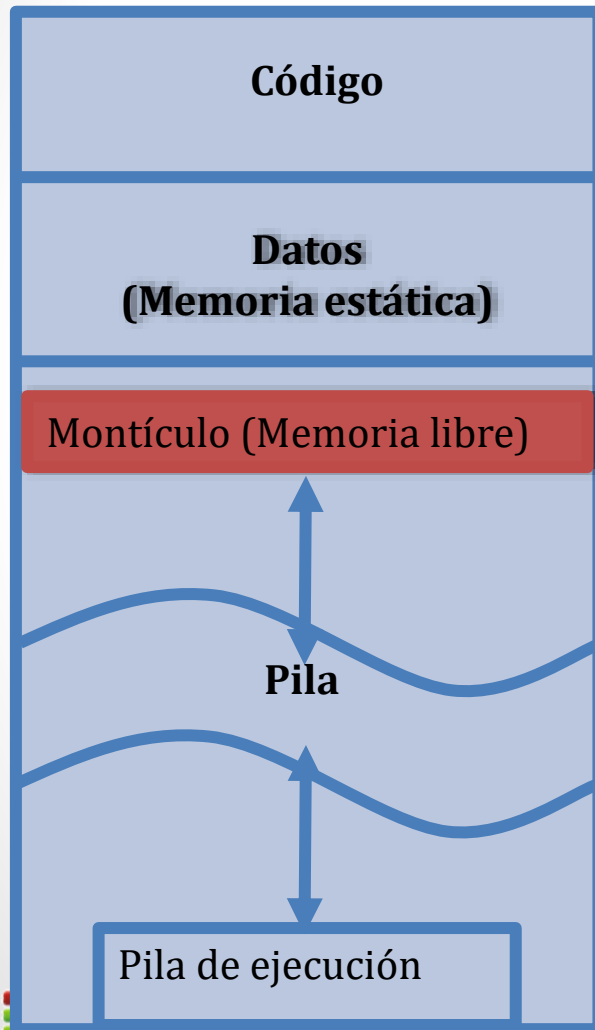 Código
Datos
(Memoria estática)
Montículo (Memoria libre)
Pila
Pila de ejecución